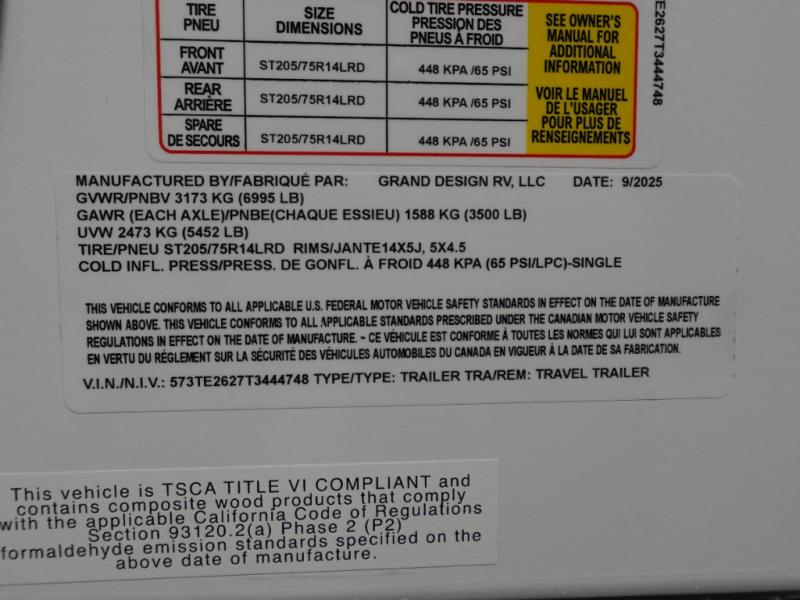 TIRE PNEU SIZE DIMENSIONS COLD TIRE PRESSURE PRESSION DES PNEUS À FROID
FRONT AVANT ST205/75R14LRD 448 KPA /65 PSI
REAR ARRIÈRE ST205/75R14LRD 448 KPA /65 PSI
SPARE DE SECOURS ST205/75R14LRD 448 KPA /65 PSI
SEE OWNER'S
MANUAL FOR
ADDITIONAL
INFORMATION
VOIR LE MANUEL
DE L'USAGER
POUR PLUS DE
RENSEIGNEMENTS
E2627T3444748
MANUFACTURED BY/FABRIQUÉ PAR: GRAND DESIGN RV, LLC DATE: 9/2025
GVWR/PNBV 3173 KG (6995 LB)
GAWR (EACH AXLE)/PNBE(CHAQUE ESSIEU) 1588 KG (3500 LB)
UVW 2473 KG (5452 LB)
TIRE/PNEU ST205/75R14LRD RIMS/JANTE14X5J, 5X4.5
COLD INFL. PRESS/PRESS. DE GONFL. À FROID 448 KPA (65 PSI/LPC)-SINGLE
THIS VEHICLE CONFORMS TO ALL APPLICABLE U.S. FEDERAL MOTOR VEHICLE SAFETY STANDARDS IN EFFECT ON THE DATE OF MANUFACTURE
SHOWN ABOVE. THIS VEHICLE CONFORMS TO ALL APPLICABLE STANDARDS PRESCRIBED UNDER THE CANADIAN MOTOR VEHICLE SAFETY
REGULATIONS IN EFFECT ON THE DATE OF MANUFACTURE. ~ CE VÉHICULE EST CONFORME À TOUTES LES NORMES QUI LUI SONT APPLICABLES
EN VERTU DU RÉGLEMENT SUR LA SÉCURITÉ DES VÉHICULES AUTOMOBILES DU CANADA EN VIGUEUR À LA DATE DE SA FABRICATION.
V.I.N./N.I.V.: 573TE2627T3444748 TYPE/TYPE: TRAILER TRA/REM: TRAVEL TRAILER
This vehicle is TSCA TITLE VI COMPLIANT and
contains composite wood products that comply
with the applicable California Code of Regulations
Section 93120.2(a) Phase 2 (P2)
formaldehyde emission standards specified on the
above date of manufacture.